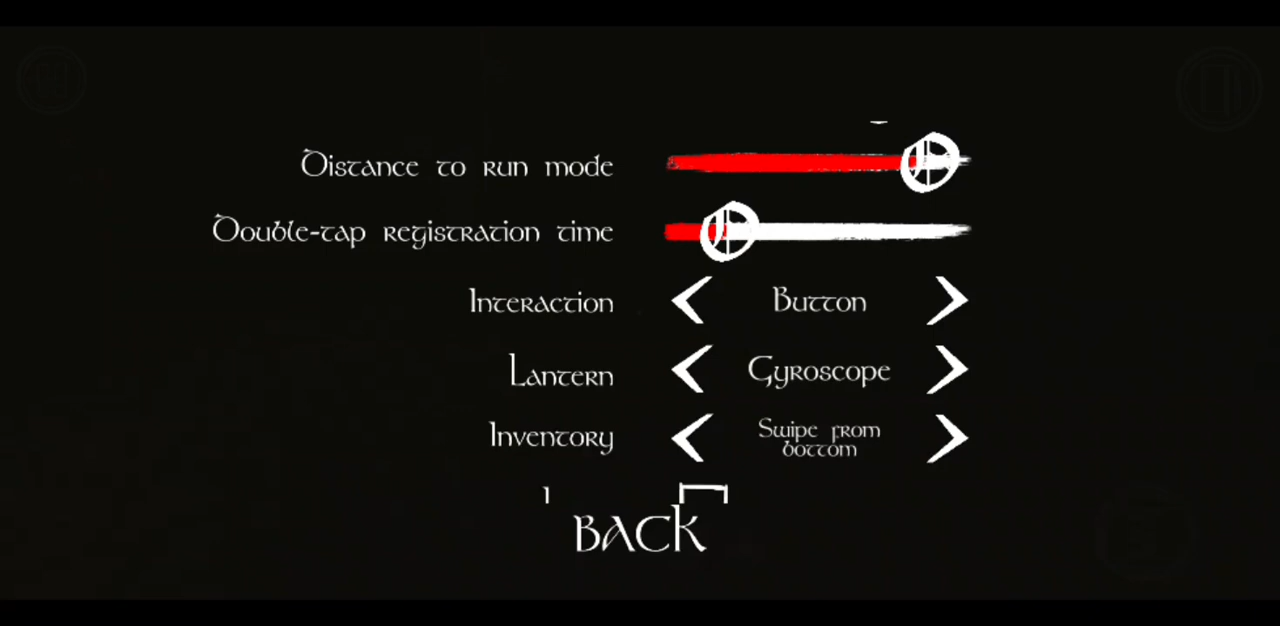 Distance to run mode
Double-tap registration time
Interaction
Button
Lantern
Gyroscope
Inventory
Swipe from
bottom
Back